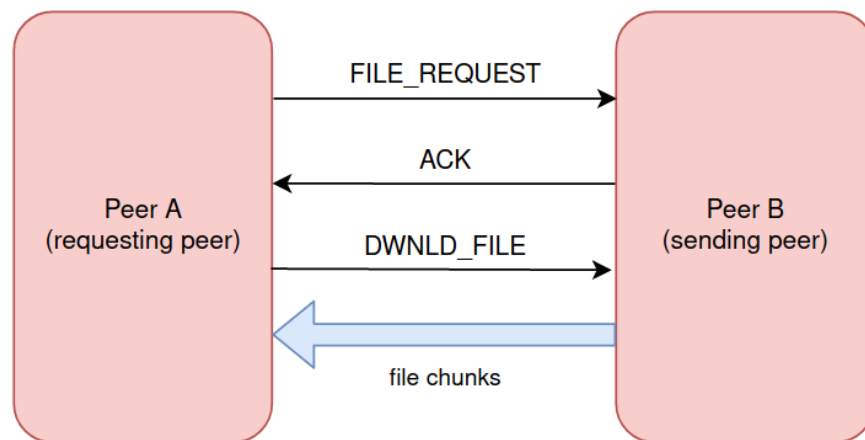 FILE_REQUEST
ACK
Peer A
(requesting peer)
Peer B
(sending peer)
DWNLD_FILE
file chunks